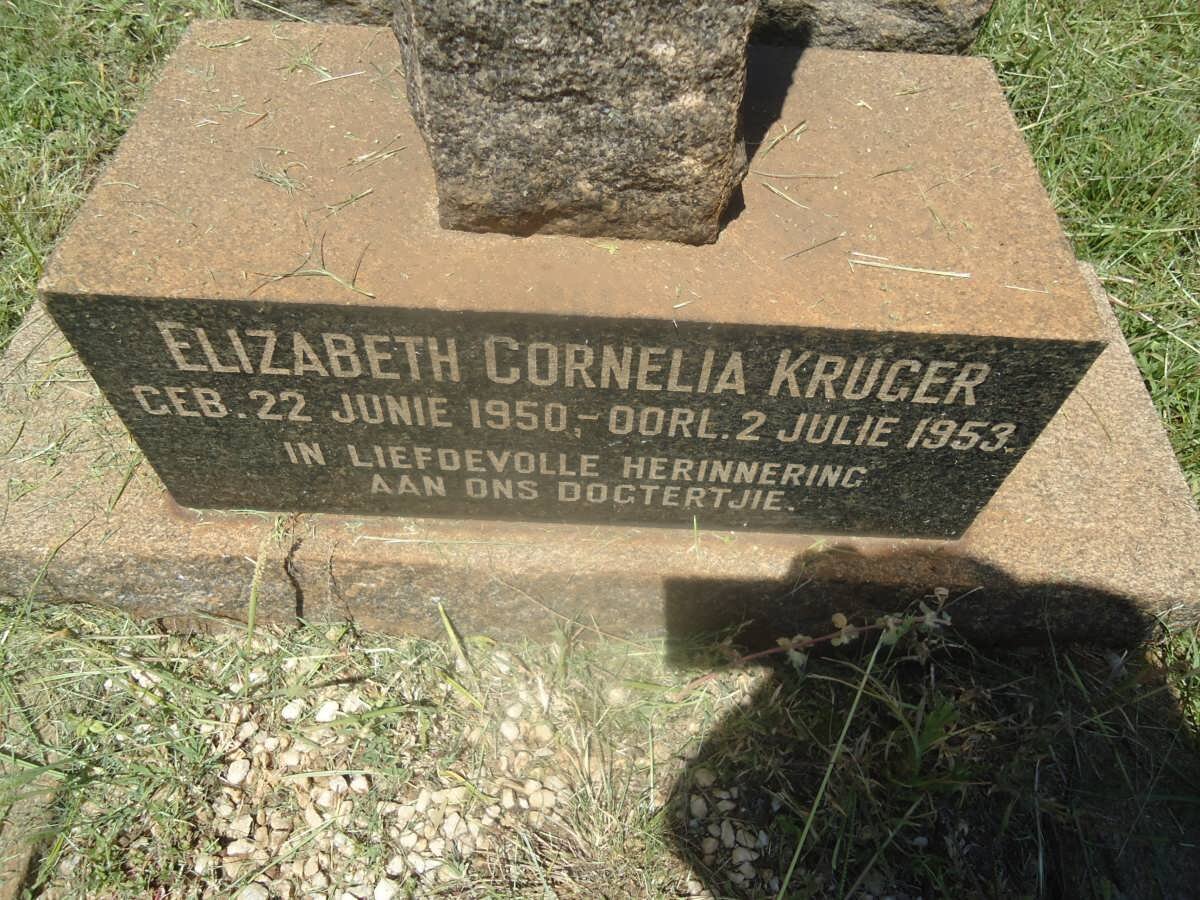 ELIZABETH CORNELIA KRUGER
GEB. 22 JUNIE 1950,-OORL. 2 JULIE 1953.
IN LIEFDEVOLLE HERINNERING
AAN ONS DOGTERTJIE.